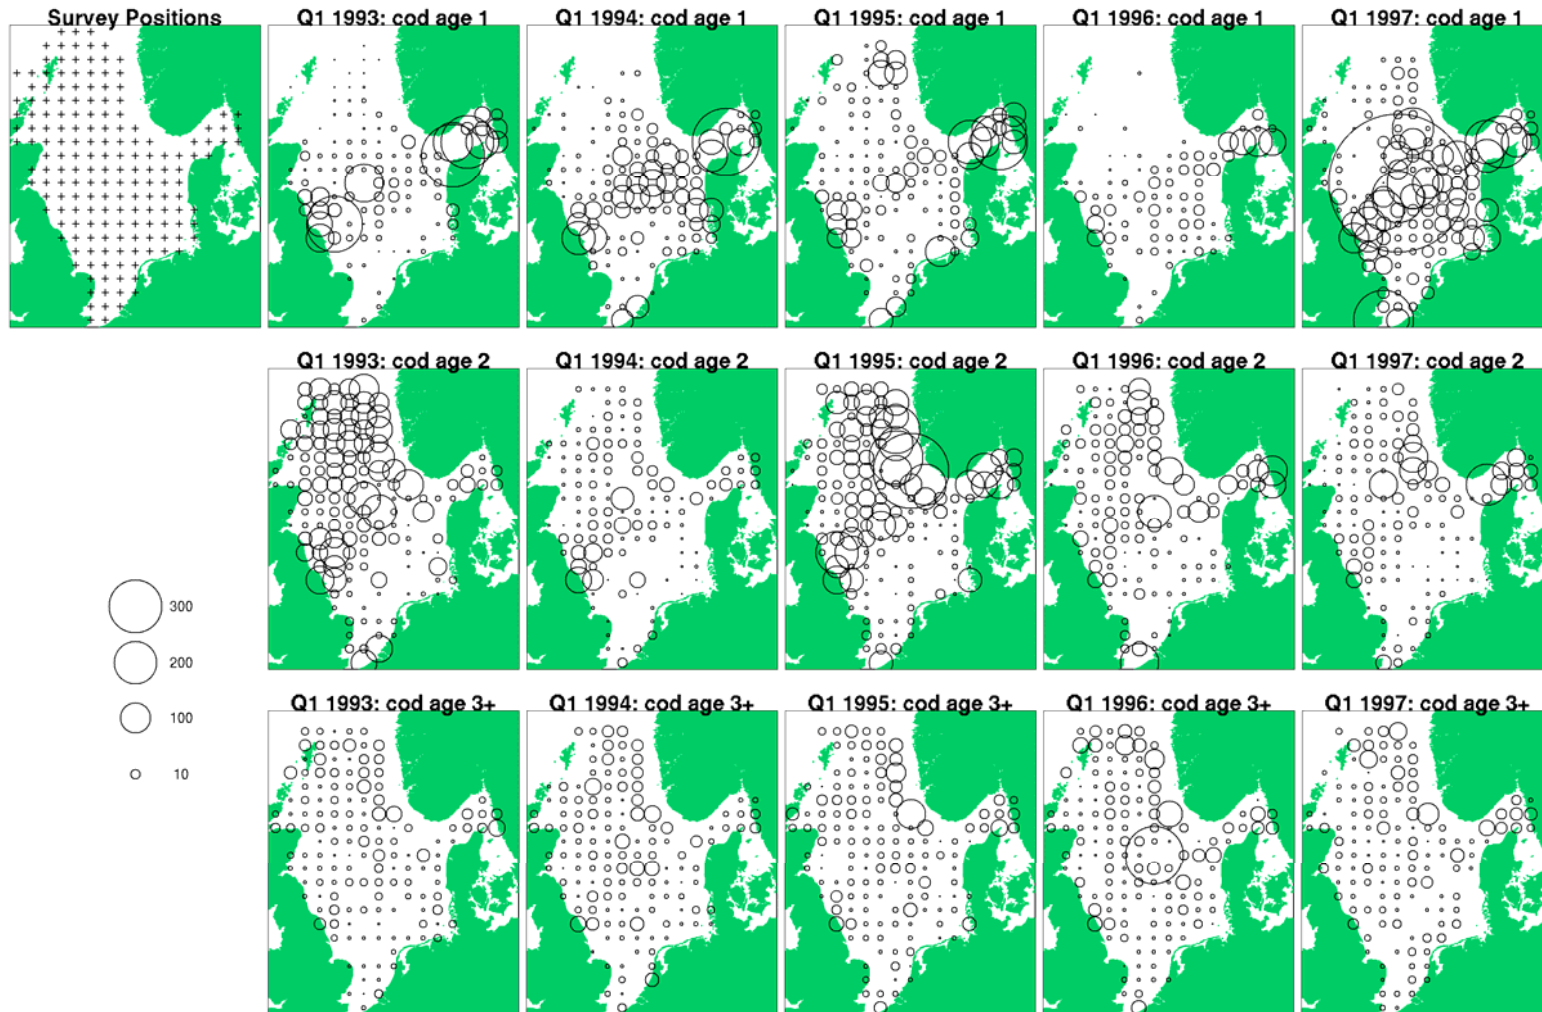 Survey Positions
Q1 1993: cod age 1
Q1 1994: cod age 1
Q1 1995: cod age 1
Q1 1996: cod age 1
Q1 1997: cod age 1
Q1 1993: cod age 2
Q1 1994: cod age 2
Q1 1995: cod age 2
Q1 1996: cod age 2
Q1 1997: cod age 2
300
200
100
10
Q1 1993: cod age 3+
Q1 1994: cod age 3+
Q1 1995: cod age 3+
Q1 1996: cod age 3+
Q1 1997: cod age 3+